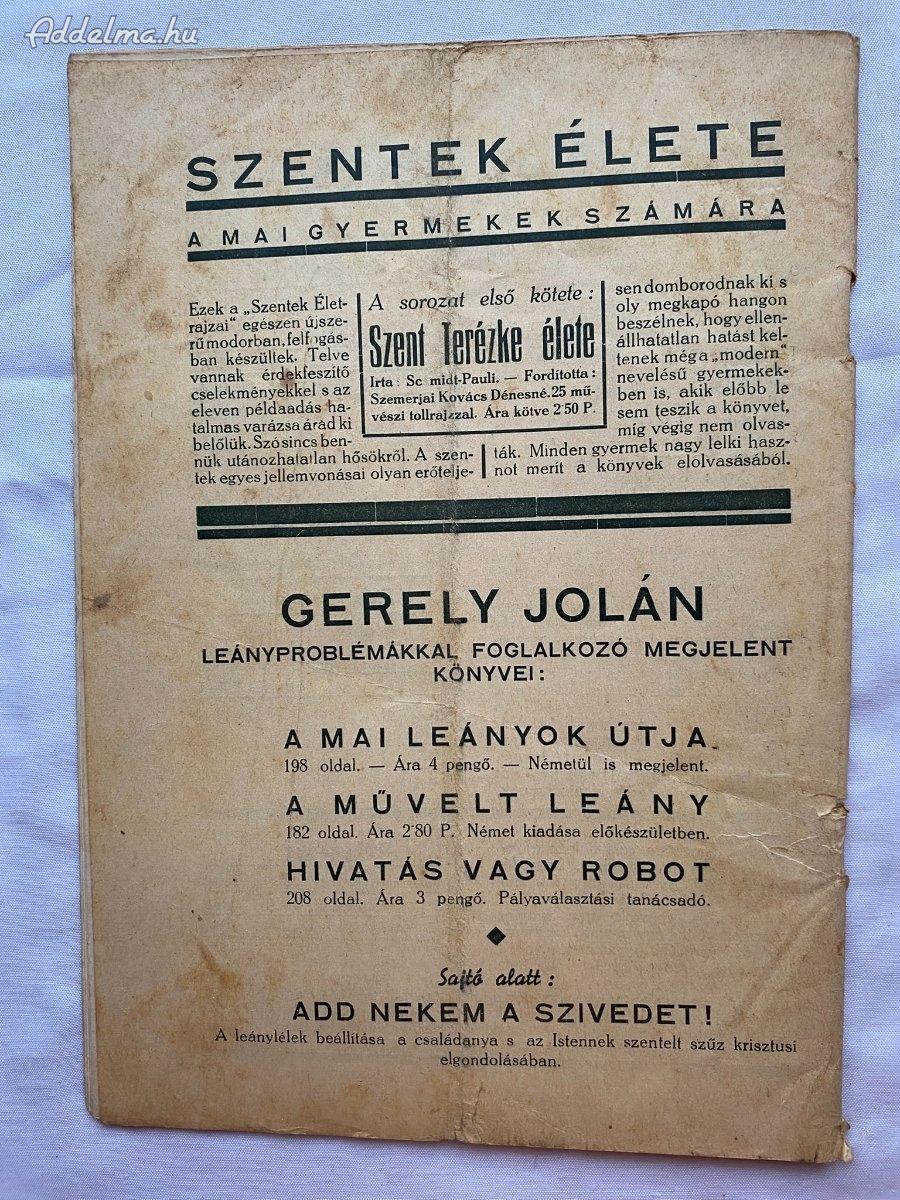 Addelma.hu
SZENTEK ÉLETE
A MAI GYERMEKEK SZÁMÁRA
Ezek a „Szentek Élet-
rajzai" egészen újsze-
rű modorban, felfogás-
ban készültek. Telve
vannak érdekfeszítő
cselekményekkel s az
eleven példaadás ha-
talmas varázsa árad ki
belőlük. Szó sincs ben-
nük utánozhatatlan hősökről. A szen-
tek egyes jellemvonásai olyan erőtelje-
A sorozat első kötete :
Szent Terézke élete
Irta : Sc midt-Pauli. — Fordította :
Szemerjai Kovács Dénesné. 25 mű-
vészi tollrajzzal. Ára kötve 2˙50 P.
sen domborodnak ki s
oly megkapó hangon
beszélnek, hogy ellen-
állhatatlan hatást kel-
tenek még a „modern"
nevelésű gyermekek-
ben is, akik előbb le
sem teszik a könyvet,
míg végig nem olvas-
ták. Minden gyermek nagy lelki hasz-
not merít a könyvek elolvasásából.
GERELY JOLÁN
LEÁNYPROBLÉMÁKKAL FOGLALKOZÓ MEGJELENT
KÖNYVEI :
A MAI LEÁNYOK ÚTJA
198 oldal. — Ára 4 pengő. — Németül is megjelent.
A MŰVELT LEÁNY
182 oldal. Ára 2˙80 P. Német kiadása előkészületben.
HIVATÁS VAGY ROBOT
208 oldal. Ára 3 pengő. Pályaválasztási tanácsadó.
Sajtó alatt :
ADD NEKEM A SZIVEDET !
A leánylélek beállítása a családanya s az Istennek szentelt szűz krisztusi
elgondolásában.